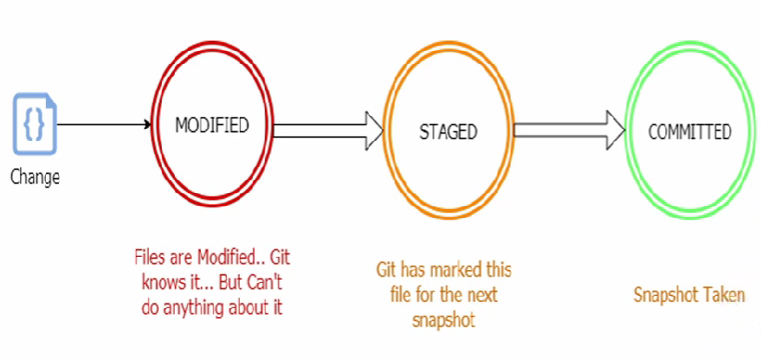 {}
Change
MODIFIED
STAGED
COMMITTED
Files are Modified.. Git
knows it... But Can't
do anything about it
Git has marked this
file for the next
snapshot
Snapshot Taken